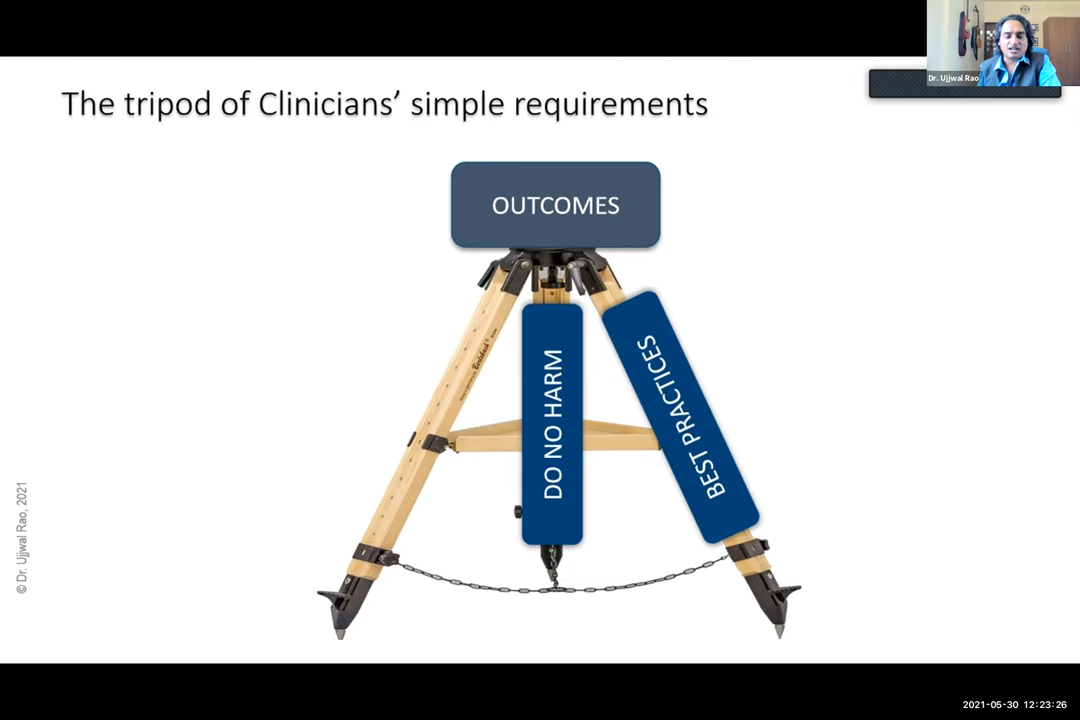 Dr. Ujjwal Rao
The tripod of Clinicians’ simple requirements
OUTCOMES
DO NO HARM
BEST PRACTICES
© Dr. Ujjwal Rao, 2021
2021-05-30 12:23:26